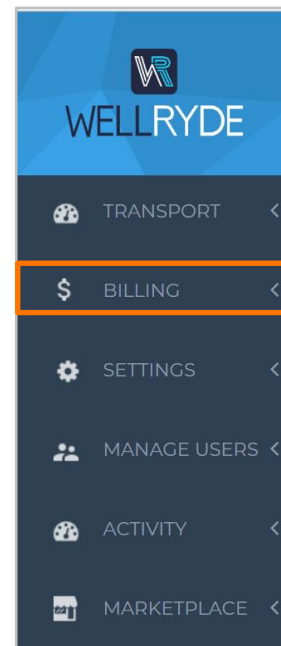 WELLRYDE
TRANSPORT
$ BILLING
SETTINGS
MANAGE USERS
ACTIVITY
MARKETPLACE